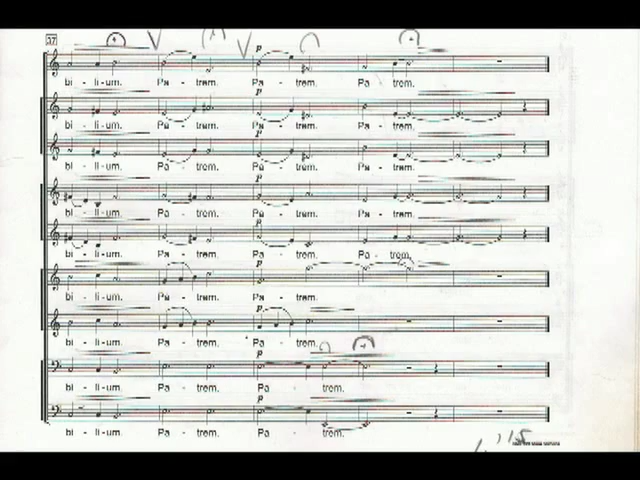 37
bi - li - um. Pa - trem. Pa - trem. Pa - trem.
p
bi - li - um. Pa - trem. Pa - trem. Pa - trem.
p
bi - li - um. Pa - trem. Pa - trem. Pa - trem.
p
bi - li - um. Pa - trem. Pa - trem. Pa - trem.
p
bi - li - um. Pa - trem. Pa - trem. Pa - trem.
p
bi - li - um. Pa - trem. Pa - trem.
bi - li - um. Pa - trem. Pa - trem.
p
bi - li - um. Pa - trem. Pa - trem.
p
bi - li - um. Pa - trem. Pa - trem.